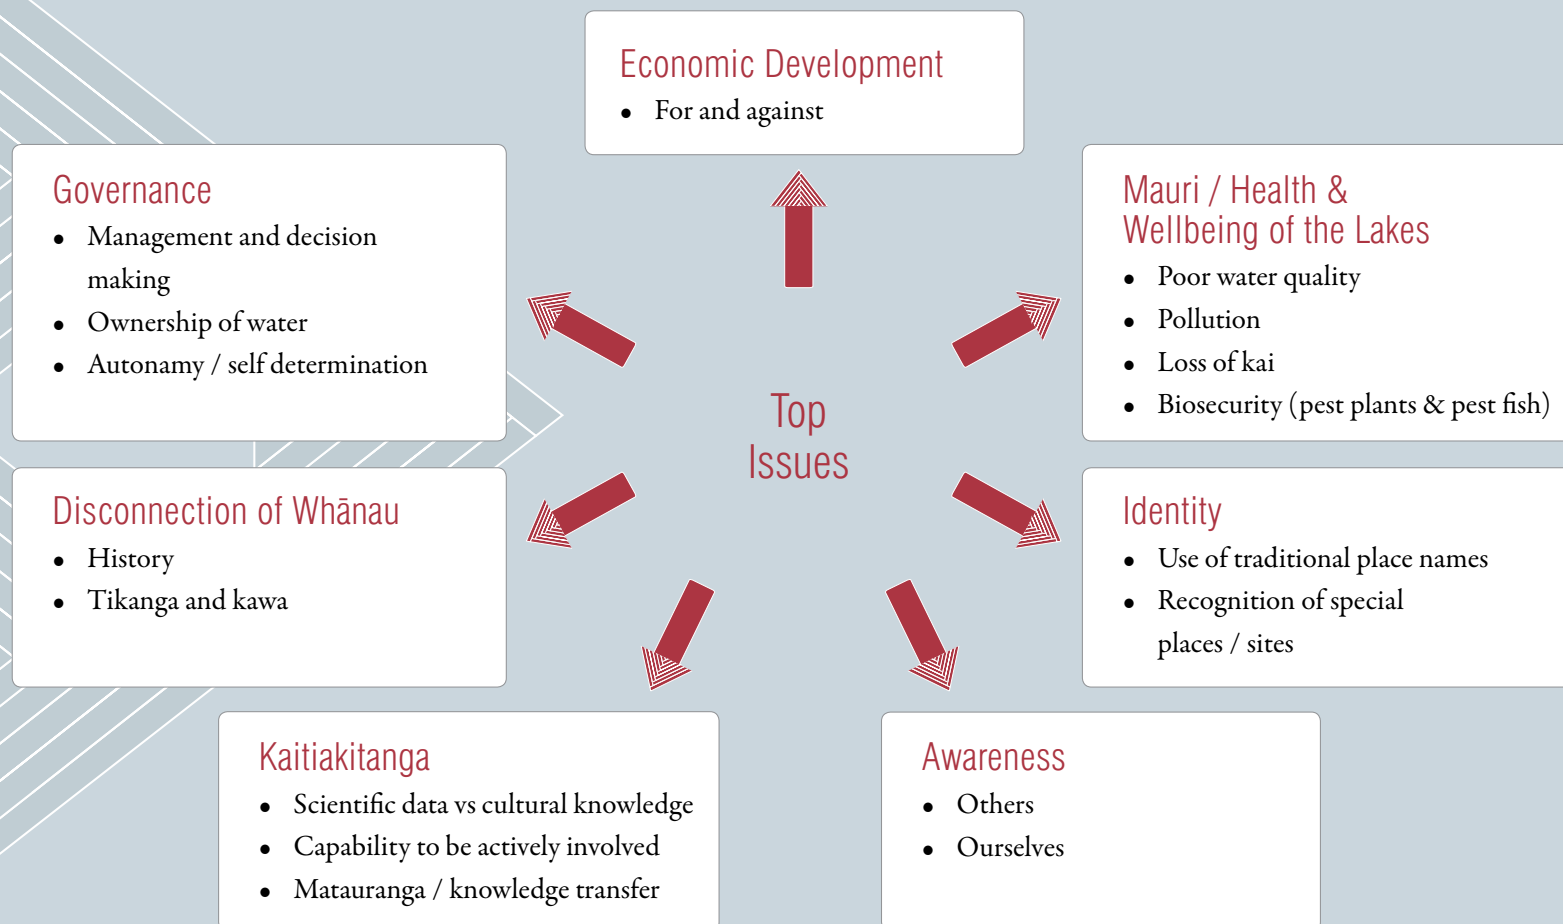 Economic Development
• For and against
Governance
• Management and decision
making
• Ownership of water
• Autonamy / self determination
Mauri / Health &
Wellbeing of the Lakes
• Poor water quality
• Pollution
• Loss of kai
• Biosecurity (pest plants & pest fish)
Top
Issues
Disconnection of Whānau
• History
• Tikanga and kawa
Identity
• Use of traditional place names
• Recognition of special
places / sites
Kaitiakitanga
• Scientific data vs cultural knowledge
• Capability to be actively involved
• Matauranga / knowledge transfer
Awareness
• Others
• Ourselves